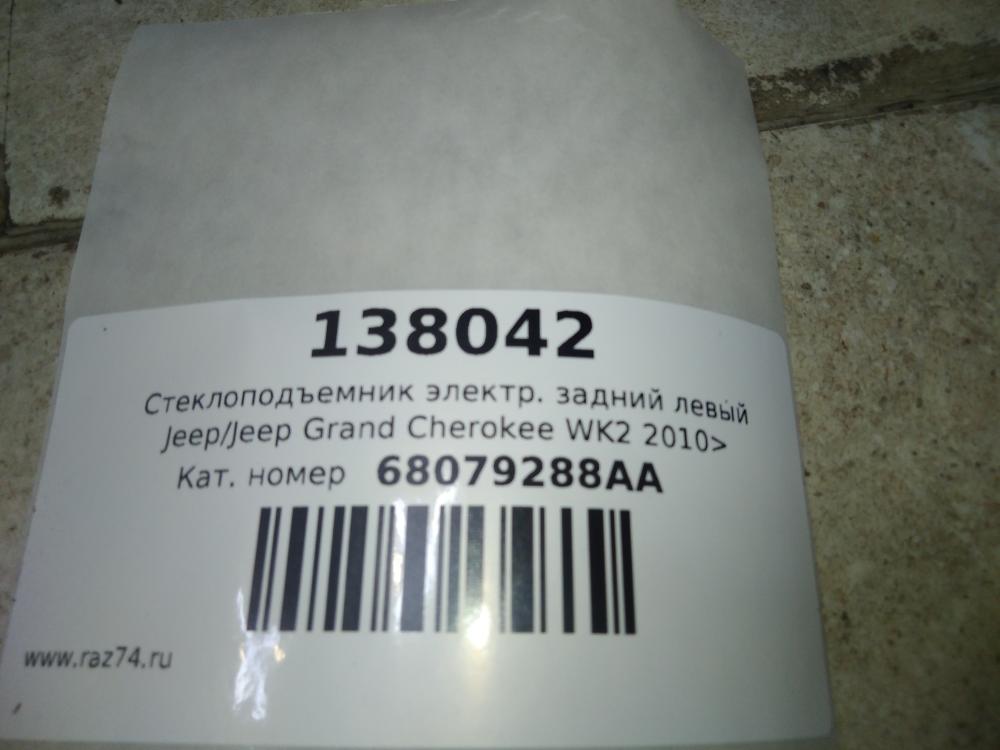 138042
Стеклоподъемник электр. задний левый
Jeep/Jeep Grand Cherokee WK2 2010>
Кат. номер 68079288AA
www.raz74.ru